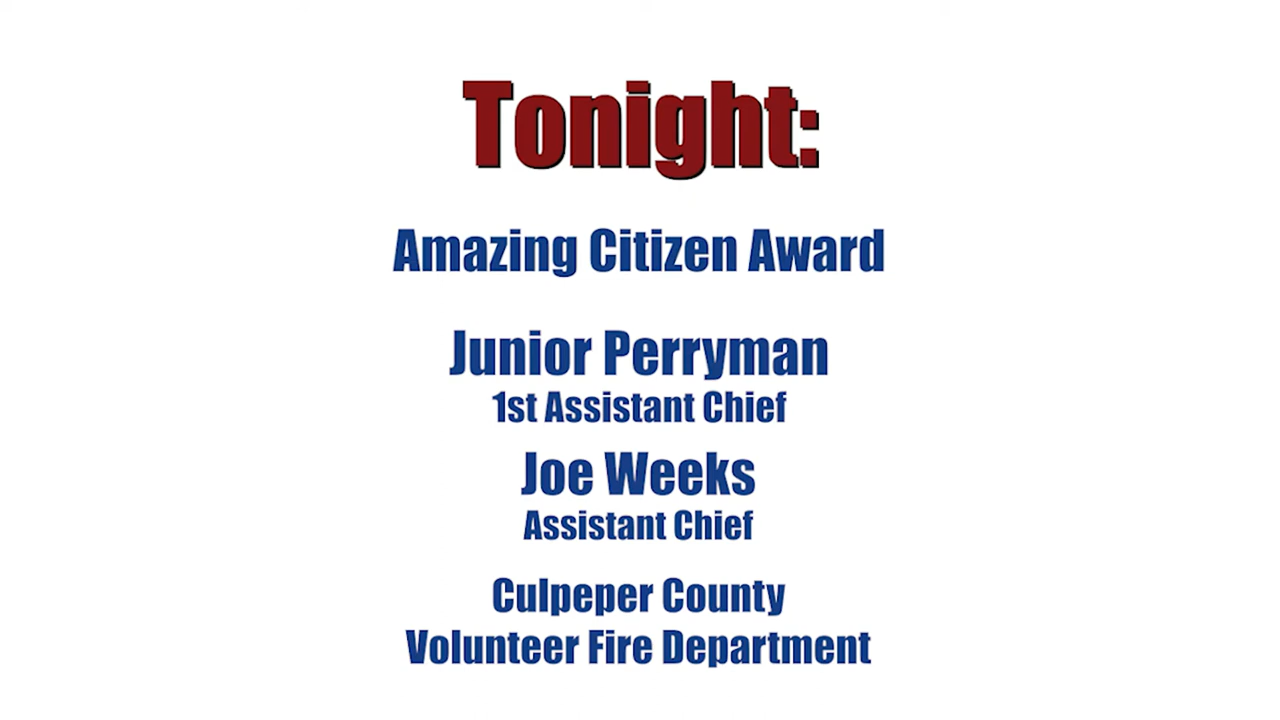 Tonight:
Amazing Citizen Award
Junior Perryman
1st Assistant Chief
Joe Weeks
Assistant Chief
Culpeper County
Volunteer Fire Department